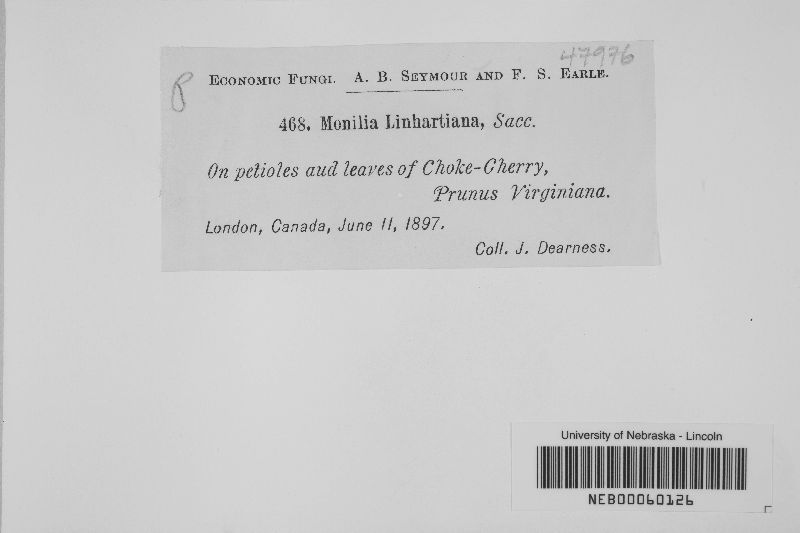 47976
ECONOMIC FUNGI. A. B. SEYMOUR AND F. S. EARLE.
468. Monilia Linhartiana, Sacc.
On petioles aud leaves of Choke-Cherry,
Prunus Virginiana.
London, Canada, June 11, 1897.
Coll. J. Dearness.
University of Nebraska - Lincoln
NEB00060126